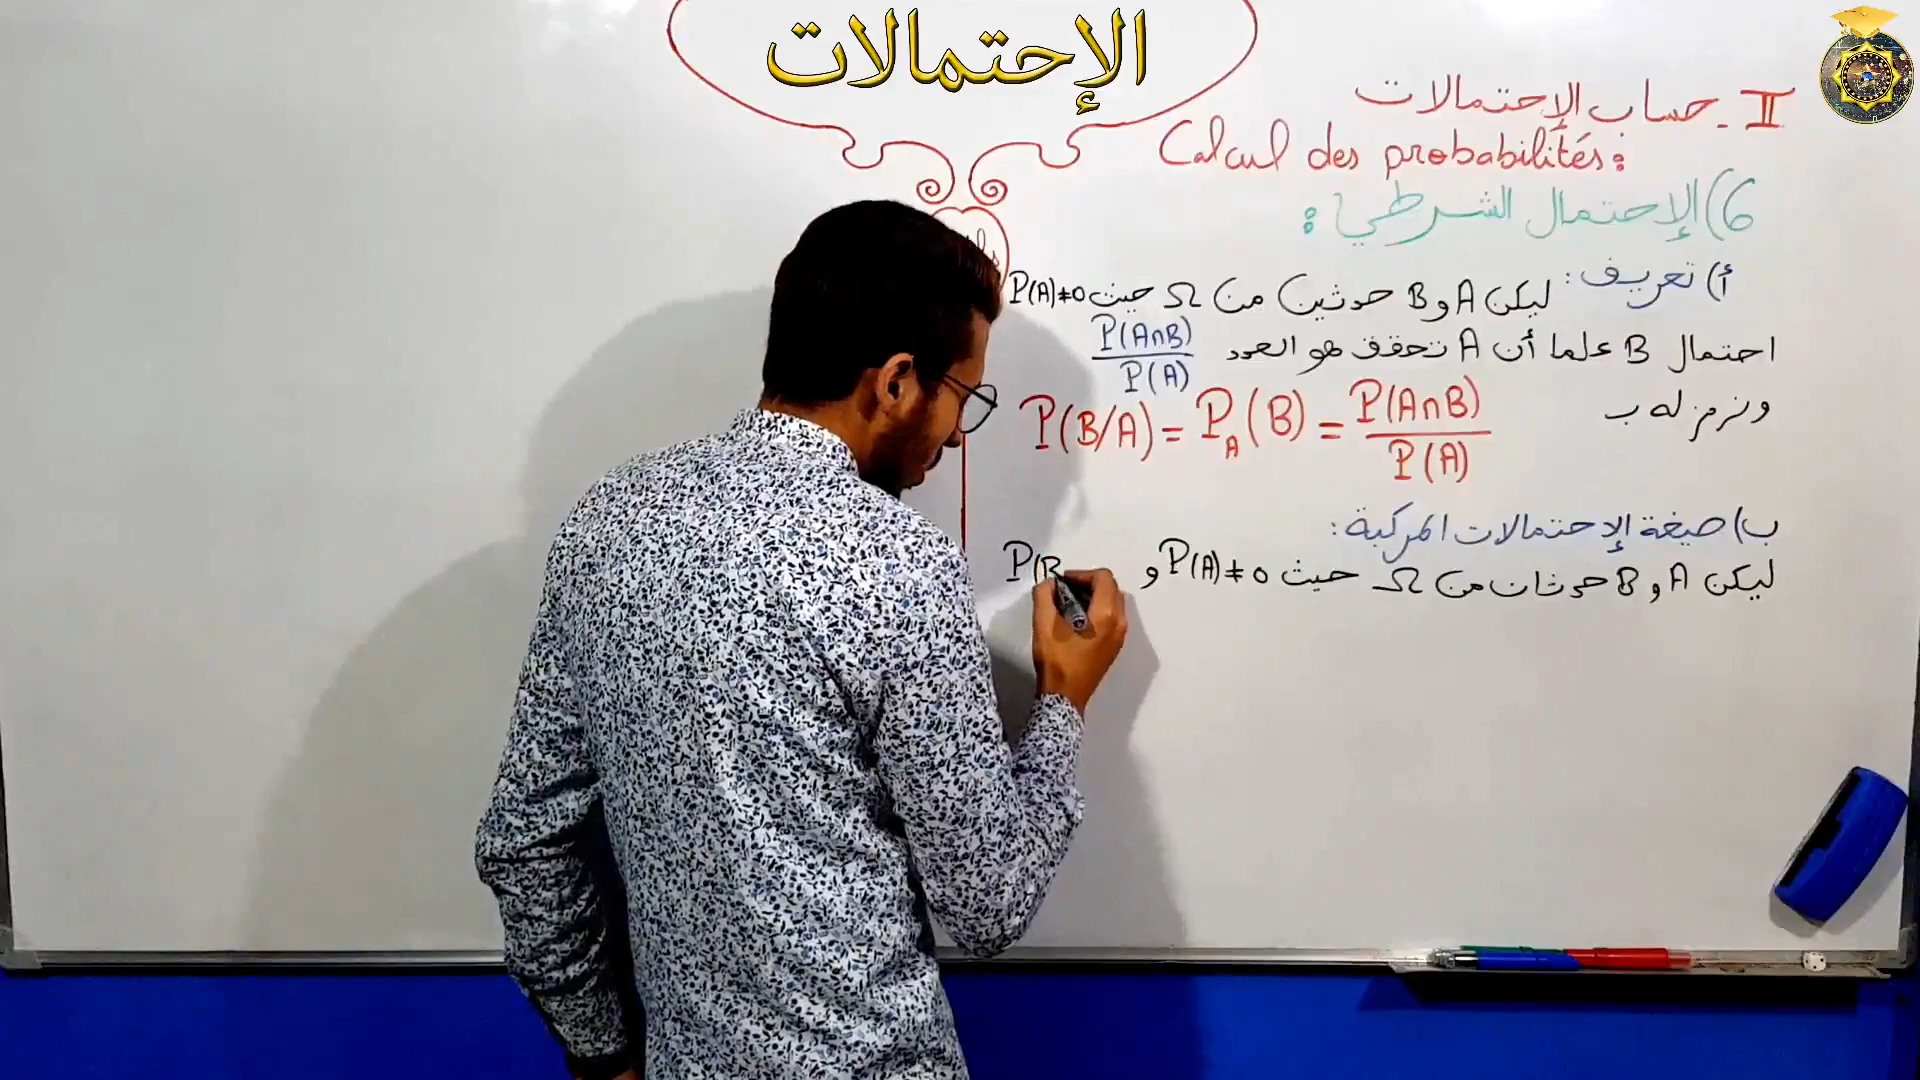 الإحتمالات
II - حساب الإحتمالات
Calcul des probabilités:
6) الإحتمال الشرطي:
أ) تعريف: ليكن A و B حدثين من Ω حيث P(A)≠0
احتمال B علما أن A تحقق هو العدد P(A∩B)/P(A)
ونرمز له ب
P(B/A) = P_A(B) = P(A∩B)/P(A)
ب) صيغة الإحتمالات المركبة:
ليكن A و B حدثان من Ω حيث P(A)≠0 و P(B